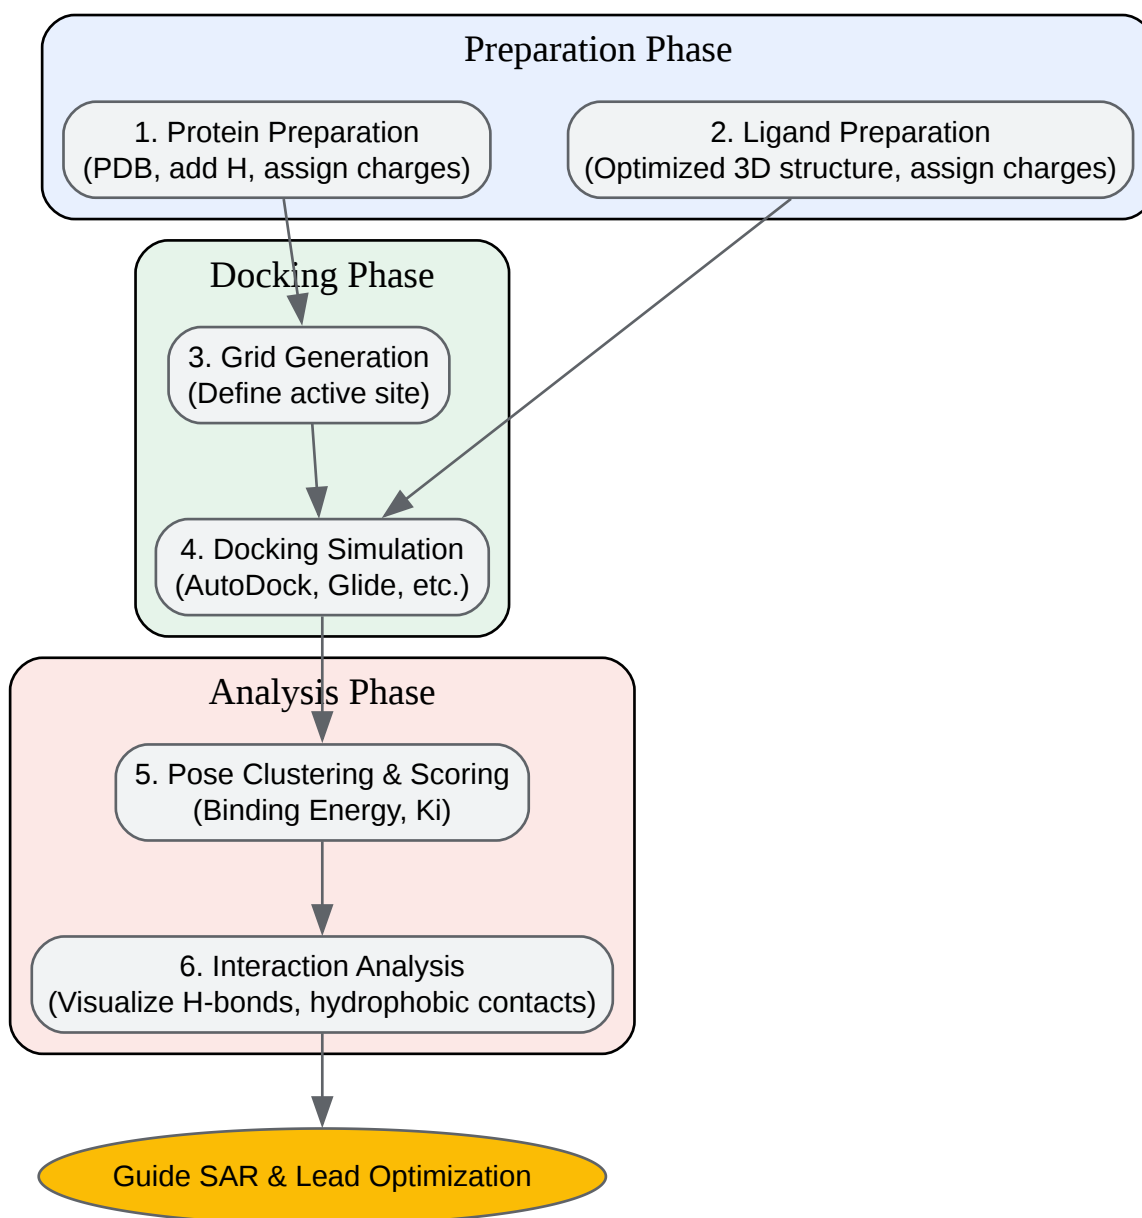 Preparation Phase
1. Protein Preparation
(PDB, add H, assign charges)
2. Ligand Preparation
(Optimized 3D structure, assign charges)
Docking Phase
3. Grid Generation
(Define active site)
4. Docking Simulation
(AutoDock, Glide, etc.)
Analysis Phase
5. Pose Clustering & Scoring
(Binding Energy, Ki)
6. Interaction Analysis
(Visualize H-bonds, hydrophobic contacts)
Guide SAR & Lead Optimization